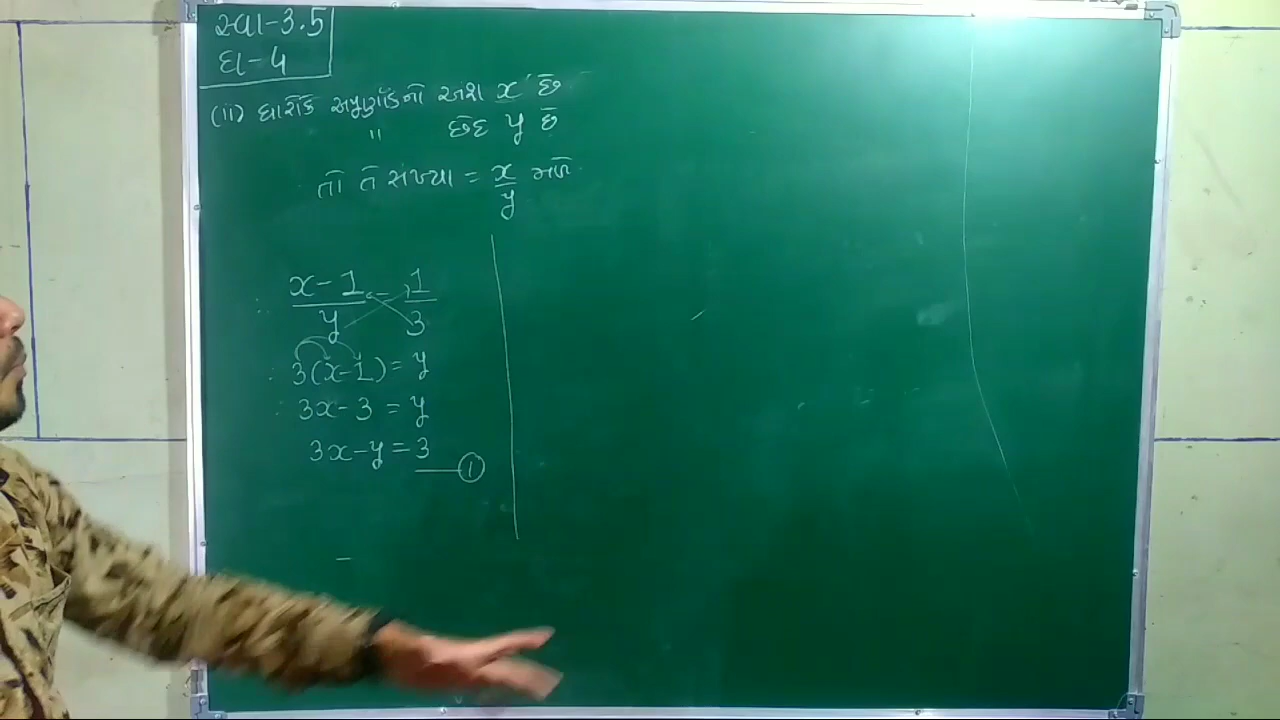 સ્વા-3.5
દા-4
(ii) ધારોકે અપૂર્ણાંકનો અંશ x છે
" છેદ y છે
તો તે સંખ્યા = x/y મળે.
∴ x-1/y = 1/3
∴ 3(x-1) = y
∴ 3x-3 = y
3x-y = 3 —①